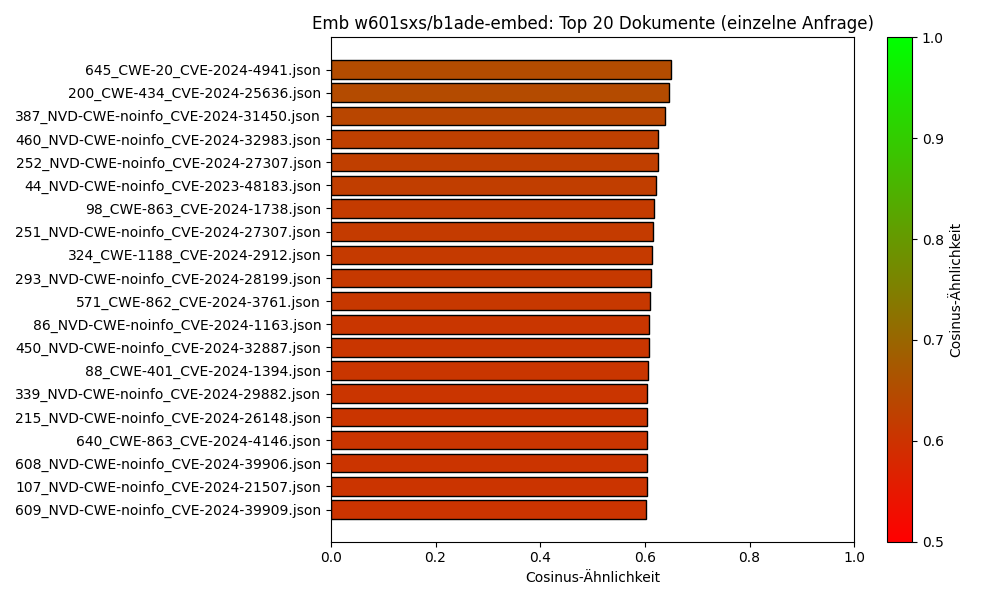 Emb w601sxs/b1ade-embed: Top 20 Dokumente (einzelne Anfrage)
645_CWE-20_CVE-2024-4941.json
200_CWE-434_CVE-2024-25636.json
387_NVD-CWE-noinfo_CVE-2024-31450.json
460_NVD-CWE-noinfo_CVE-2024-32983.json
252_NVD-CWE-noinfo_CVE-2024-27307.json
44_NVD-CWE-noinfo_CVE-2023-48183.json
98_CWE-863_CVE-2024-1738.json
251_NVD-CWE-noinfo_CVE-2024-27307.json
324_CWE-1188_CVE-2024-2912.json
293_NVD-CWE-noinfo_CVE-2024-28199.json
571_CWE-862_CVE-2024-3761.json
86_NVD-CWE-noinfo_CVE-2024-1163.json
450_NVD-CWE-noinfo_CVE-2024-32887.json
88_CWE-401_CVE-2024-1394.json
339_NVD-CWE-noinfo_CVE-2024-29882.json
215_NVD-CWE-noinfo_CVE-2024-26148.json
640_CWE-863_CVE-2024-4146.json
608_NVD-CWE-noinfo_CVE-2024-39906.json
107_NVD-CWE-noinfo_CVE-2024-21507.json
609_NVD-CWE-noinfo_CVE-2024-39909.json
0.0 0.2 0.4 0.6 0.8 1.0
Cosinus-Ähnlichkeit
1.0
0.9
0.8
0.7
0.6
0.5
Cosinus-Ähnlichkeit